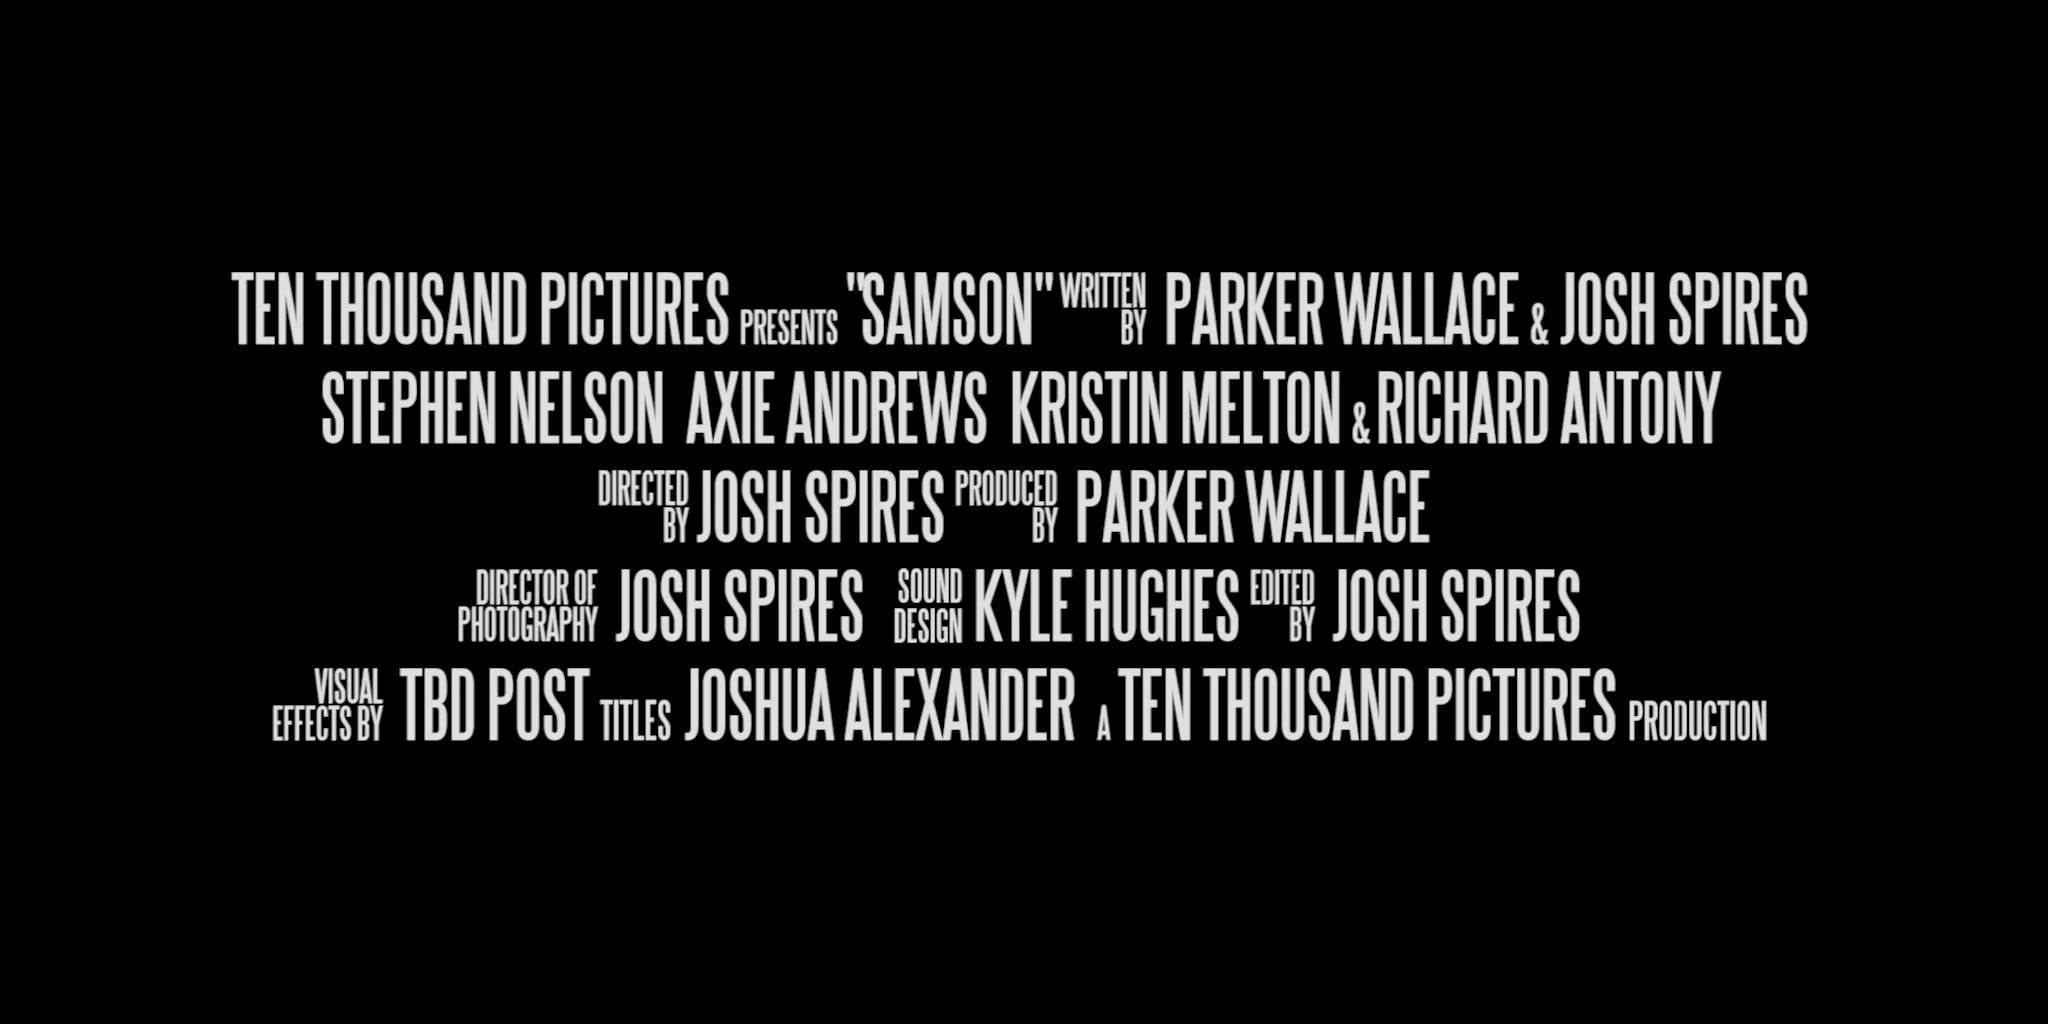 TEN THOUSAND PICTURES PRESENTS "SAMSON" WRITTEN BY PARKER WALLACE & JOSH SPIRES
STEPHEN NELSON AXIE ANDREWS KRISTIN MELTON & RICHARD ANTONY
DIRECTED BY JOSH SPIRES PRODUCED BY PARKER WALLACE
DIRECTOR OF PHOTOGRAPHY JOSH SPIRES SOUND DESIGN KYLE HUGHES EDITED BY JOSH SPIRES
VISUAL EFFECTS BY TBD POST TITLES JOSHUA ALEXANDER A TEN THOUSAND PICTURES PRODUCTION